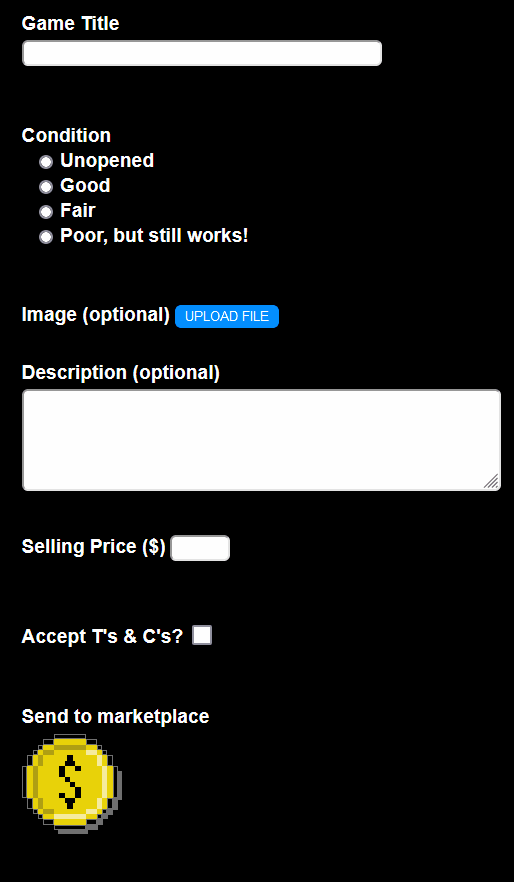 Game Title
Condition
Unopened
Good
Fair
Poor, but still works!
Image (optional) UPLOAD FILE
Description (optional)
Selling Price ($)
Accept T's & C's?
Send to marketplace
$